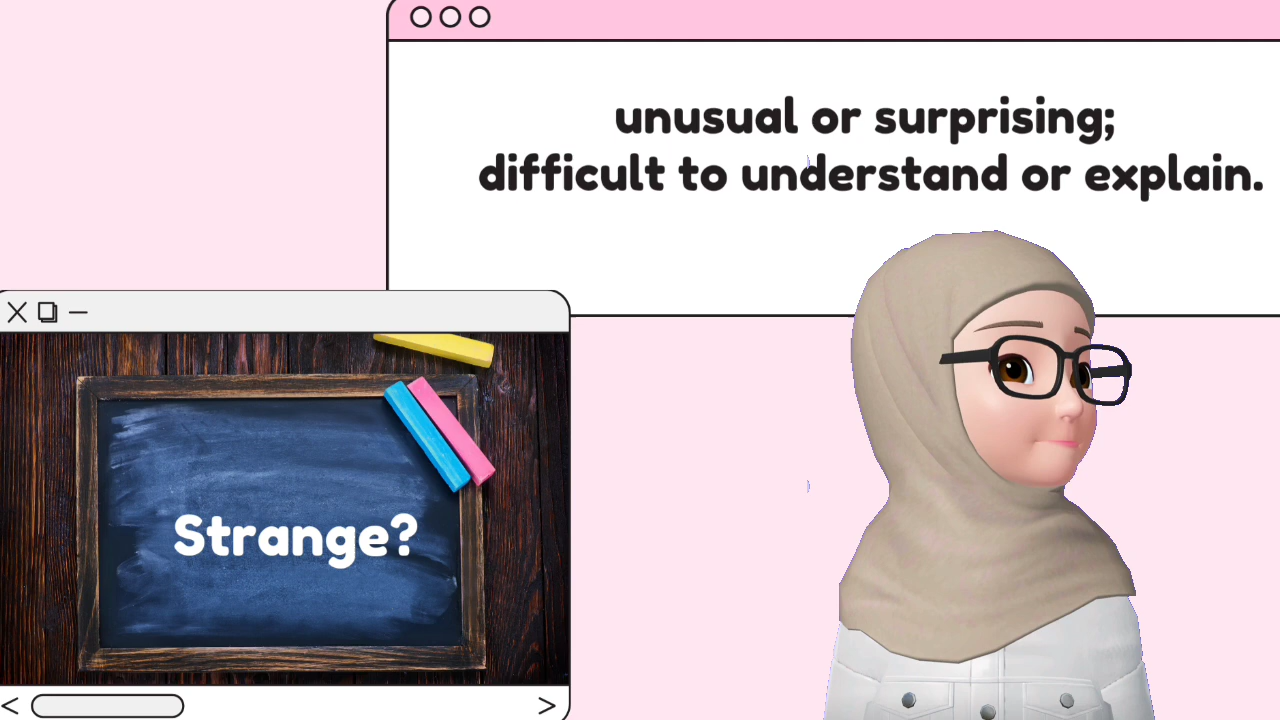 unusual or surprising;
difficult to understand or explain.
Strange?